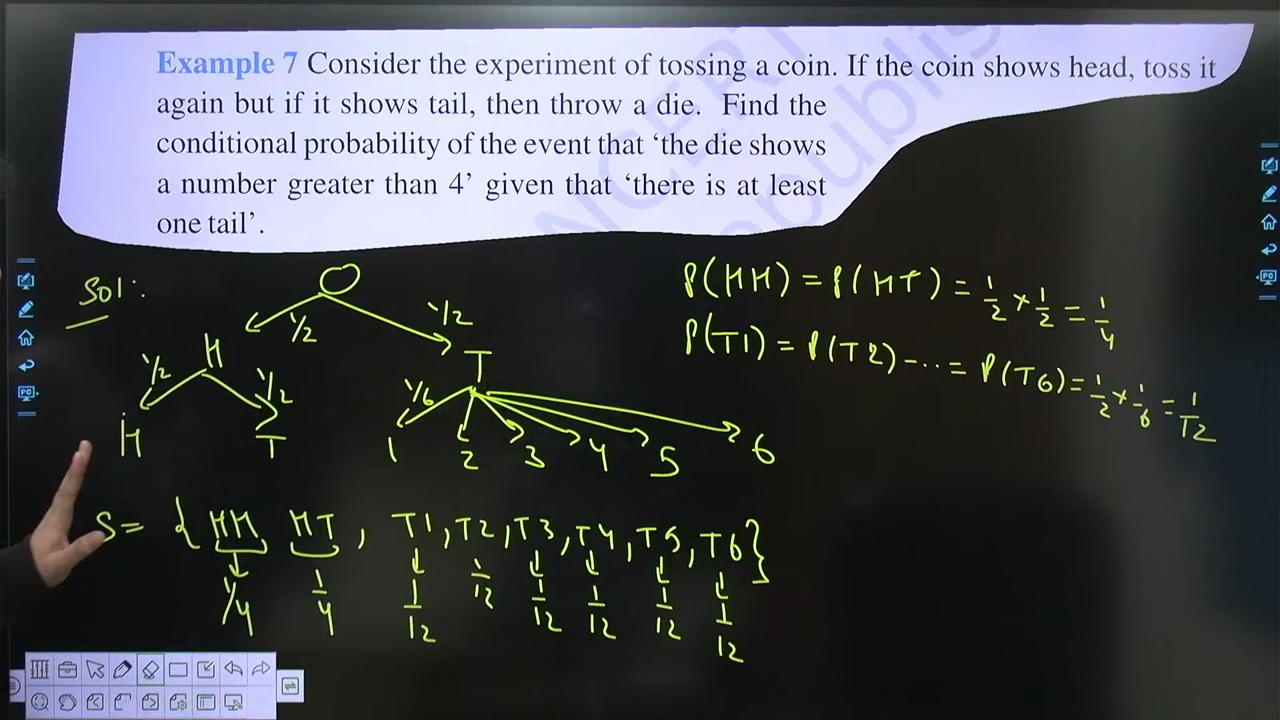 Example 7 Consider the experiment of tossing a coin. If the coin shows head, toss it
again but if it shows tail, then throw a die. Find the
conditional probability of the event that ‘the die shows
a number greater than 4’ given that ‘there is at least
one tail’.
Sol:
1/2 1/2
H T
1/2 1/2 1/6
H T 1 2 3 4 5 6
P(HH) = P(HT) = 1/2 × 1/2 = 1/4
P(T1) = P(T2) --- = P(T6) = 1/2 × 1/6 = 1/12
S = {HH HT, T1, T2, T3, T4, T5, T6}
1/4 1/4 1/12 1/12 1/12 1/12 1/12 1/12